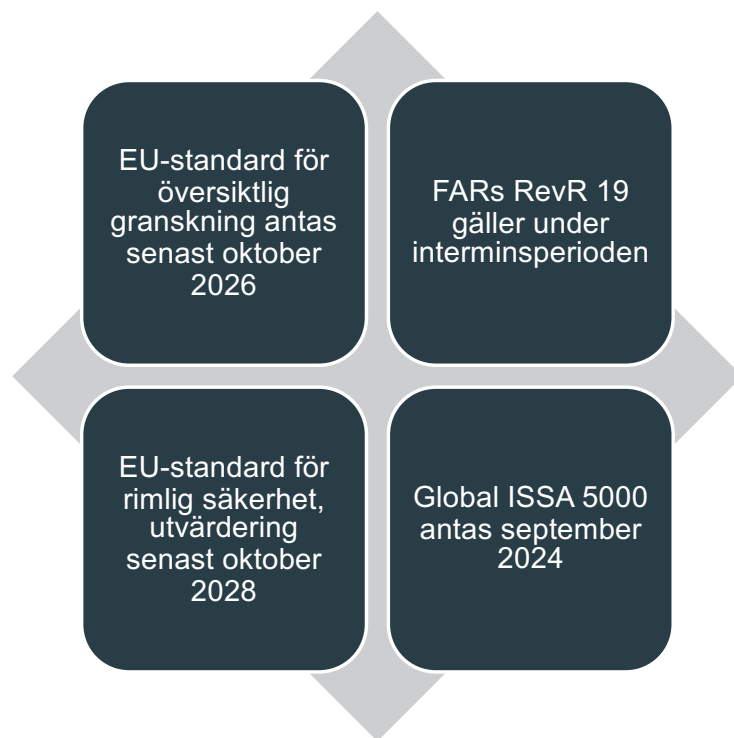 EU-standard för
översiktlig
granskning antas
senast oktober
2026
FARs RevR 19
gäller under
interminsperioden
EU-standard för
rimlig säkerhet,
utvärdering
senast oktober
2028
Global ISSA 5000
antas september
2024